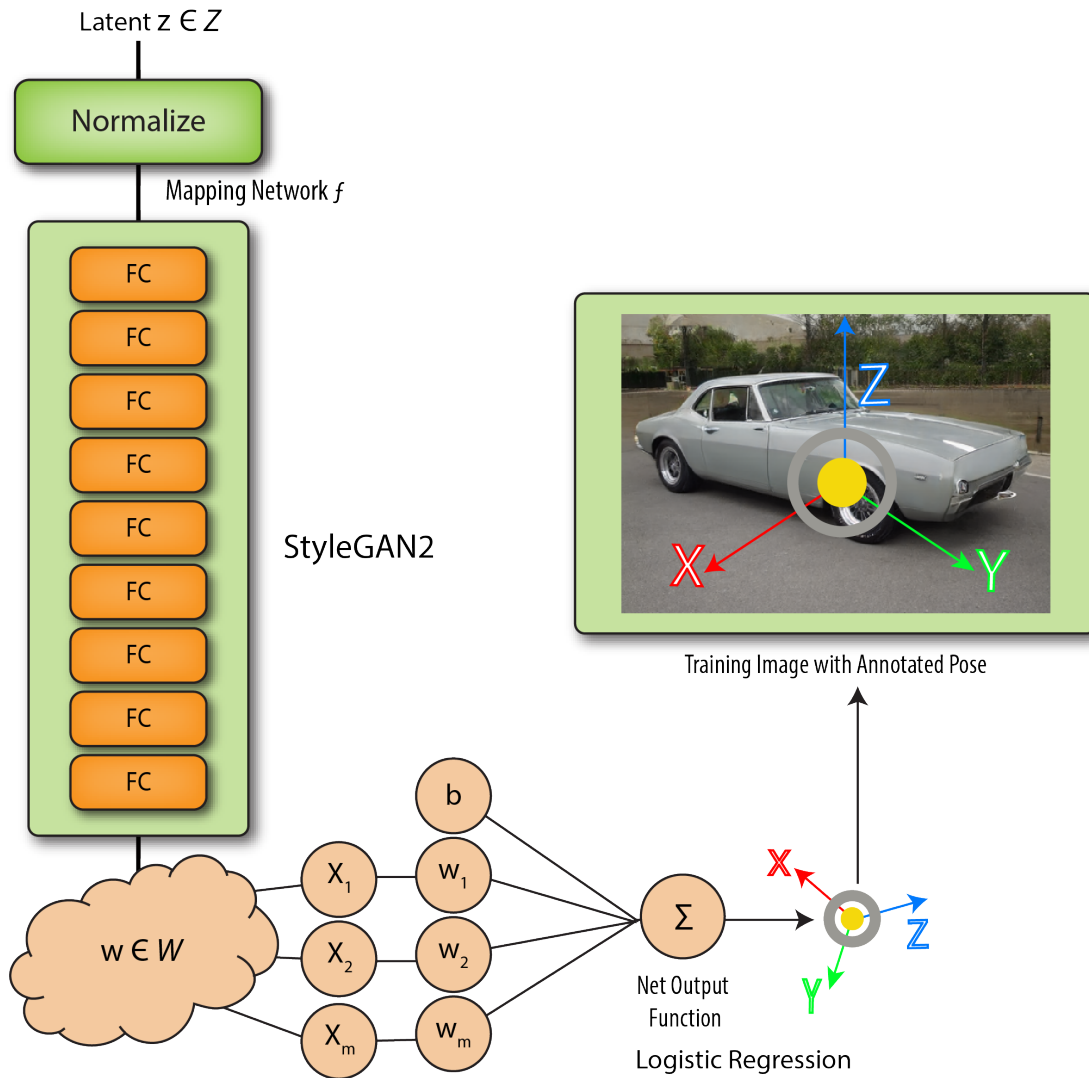 Latent z ∈ Z
Normalize
Mapping Network f
FC
FC
FC
FC
FC
FC
FC
FC
FC
StyleGAN2
Z
X
Y
Training Image with Annotated Pose
b
X₁
w₁
X₂
w₂
Xₘ
wₘ
w ∈ W
Σ
Net Output
Function
X
Z
Y
Logistic Regression